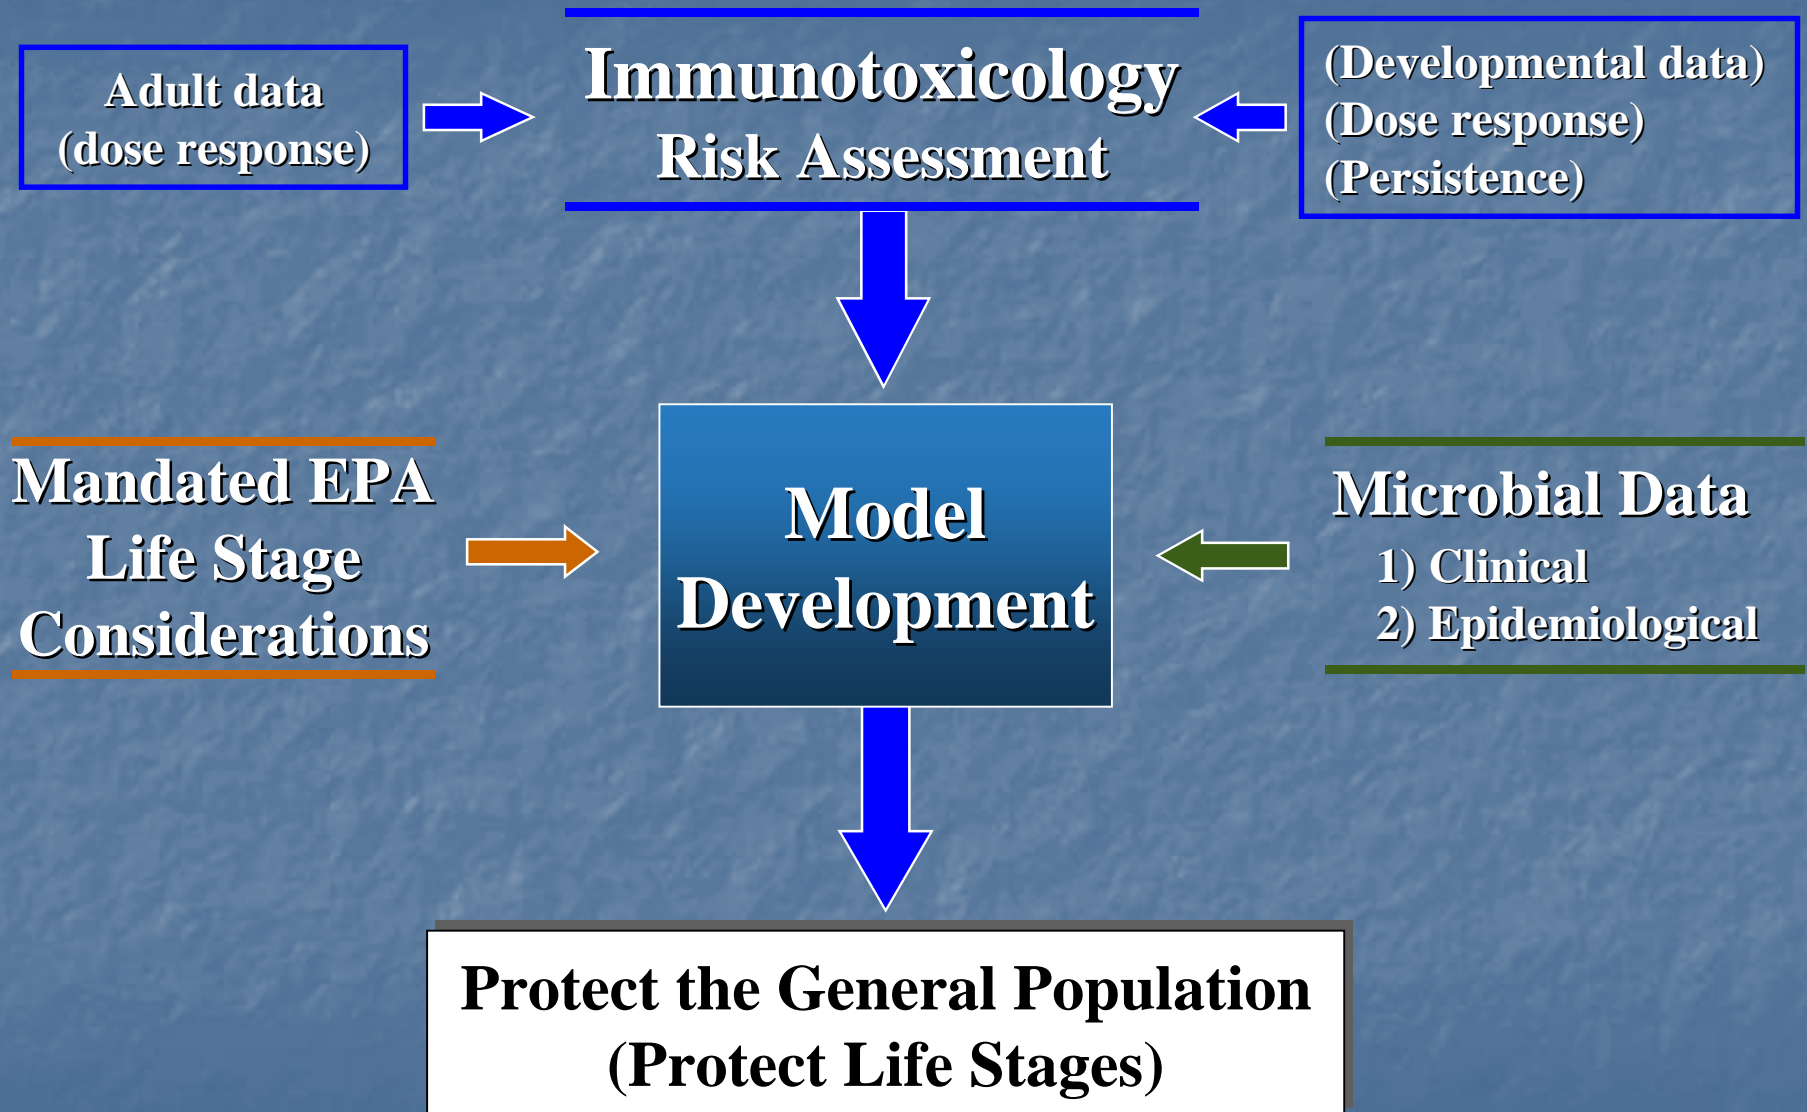 Adult data
(dose response)
Immunotoxicology
Risk Assessment
(Developmental data)
(Dose response)
(Persistence)
Mandated EPA
Life Stage
Considerations
Model
Development
Microbial Data
1) Clinical
2) Epidemiological
Protect the General Population
(Protect Life Stages)